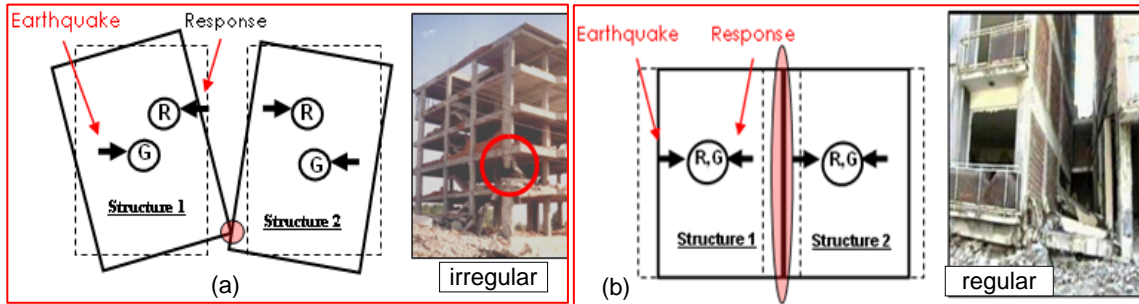 Earthquake
Response
R
R
G
G
Structure 1
Structure 2
(a)
irregular
Earthquake
Response
R,G
R,G
Structure 1
Structure 2
(b)
regular